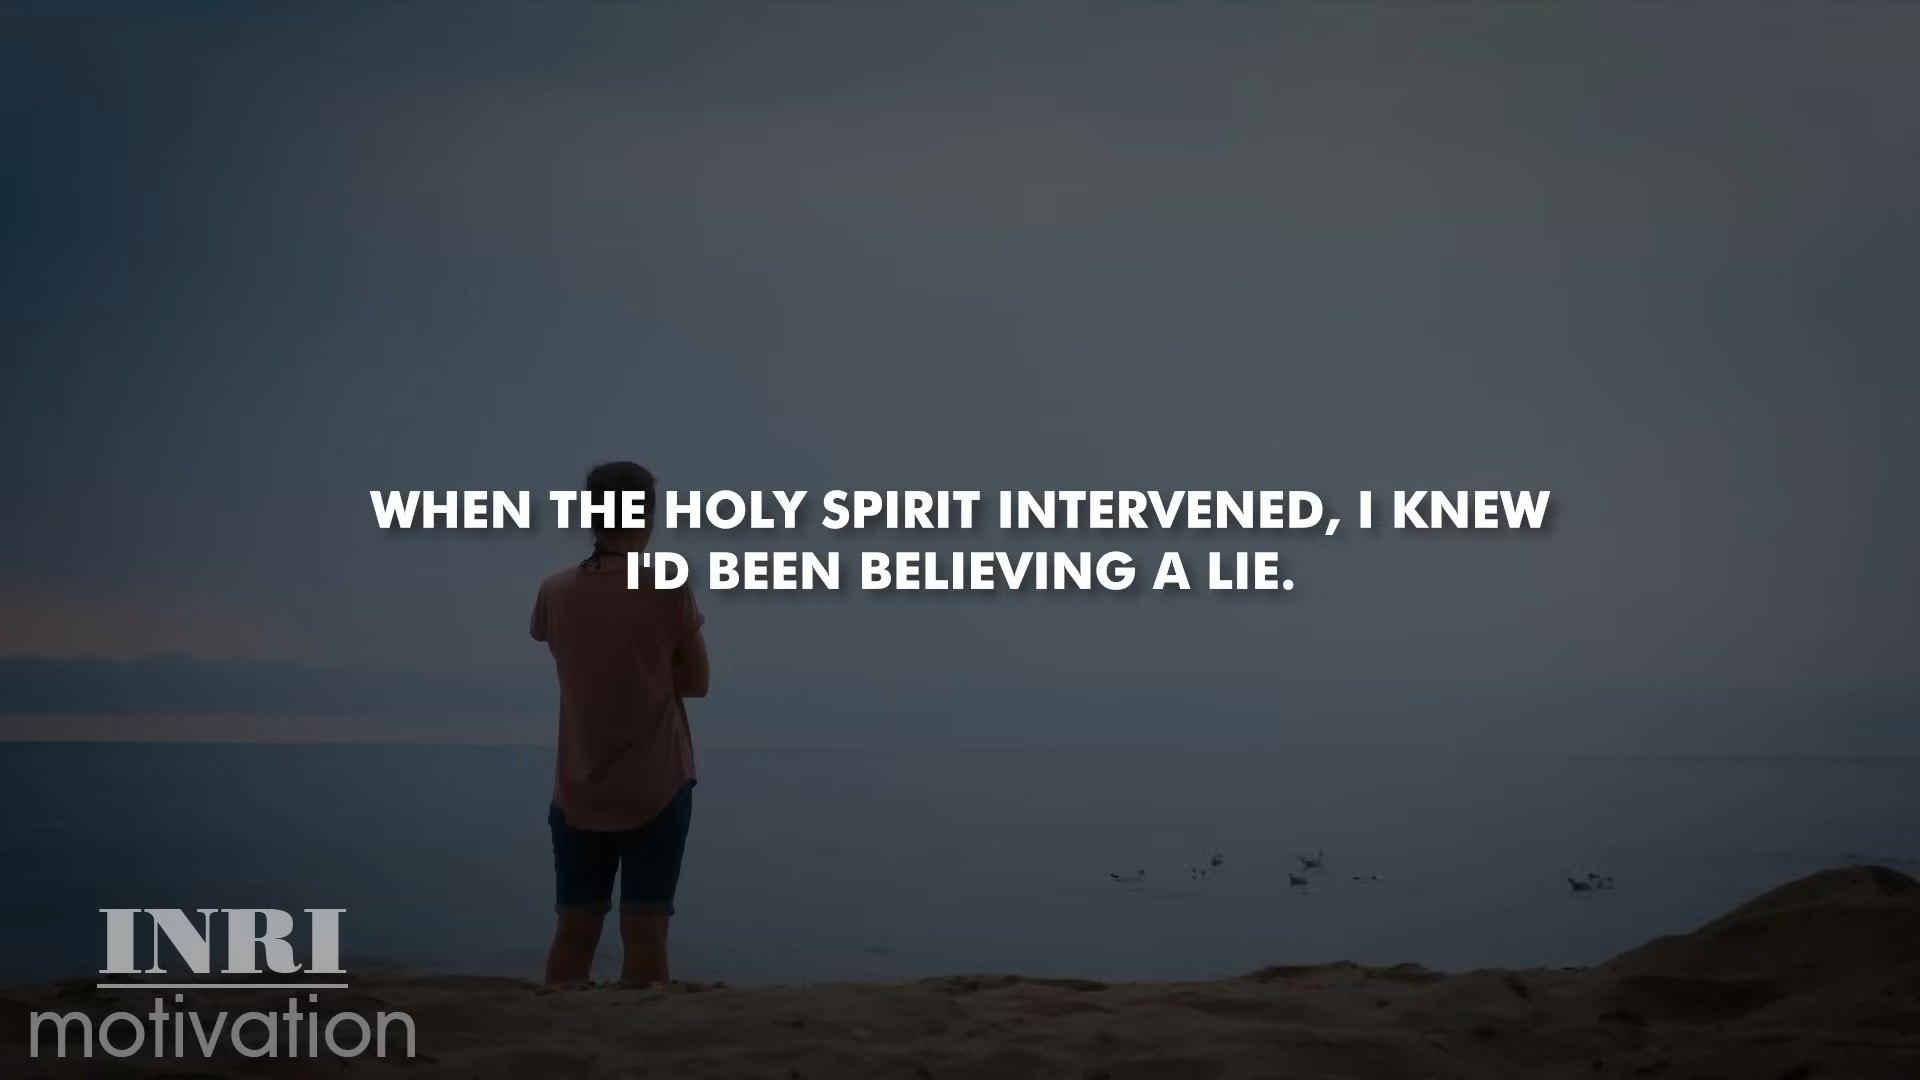 WHEN THE HOLY SPIRIT INTERVENED, I KNEW
I'D BEEN BELIEVING A LIE.
INRI
motivation